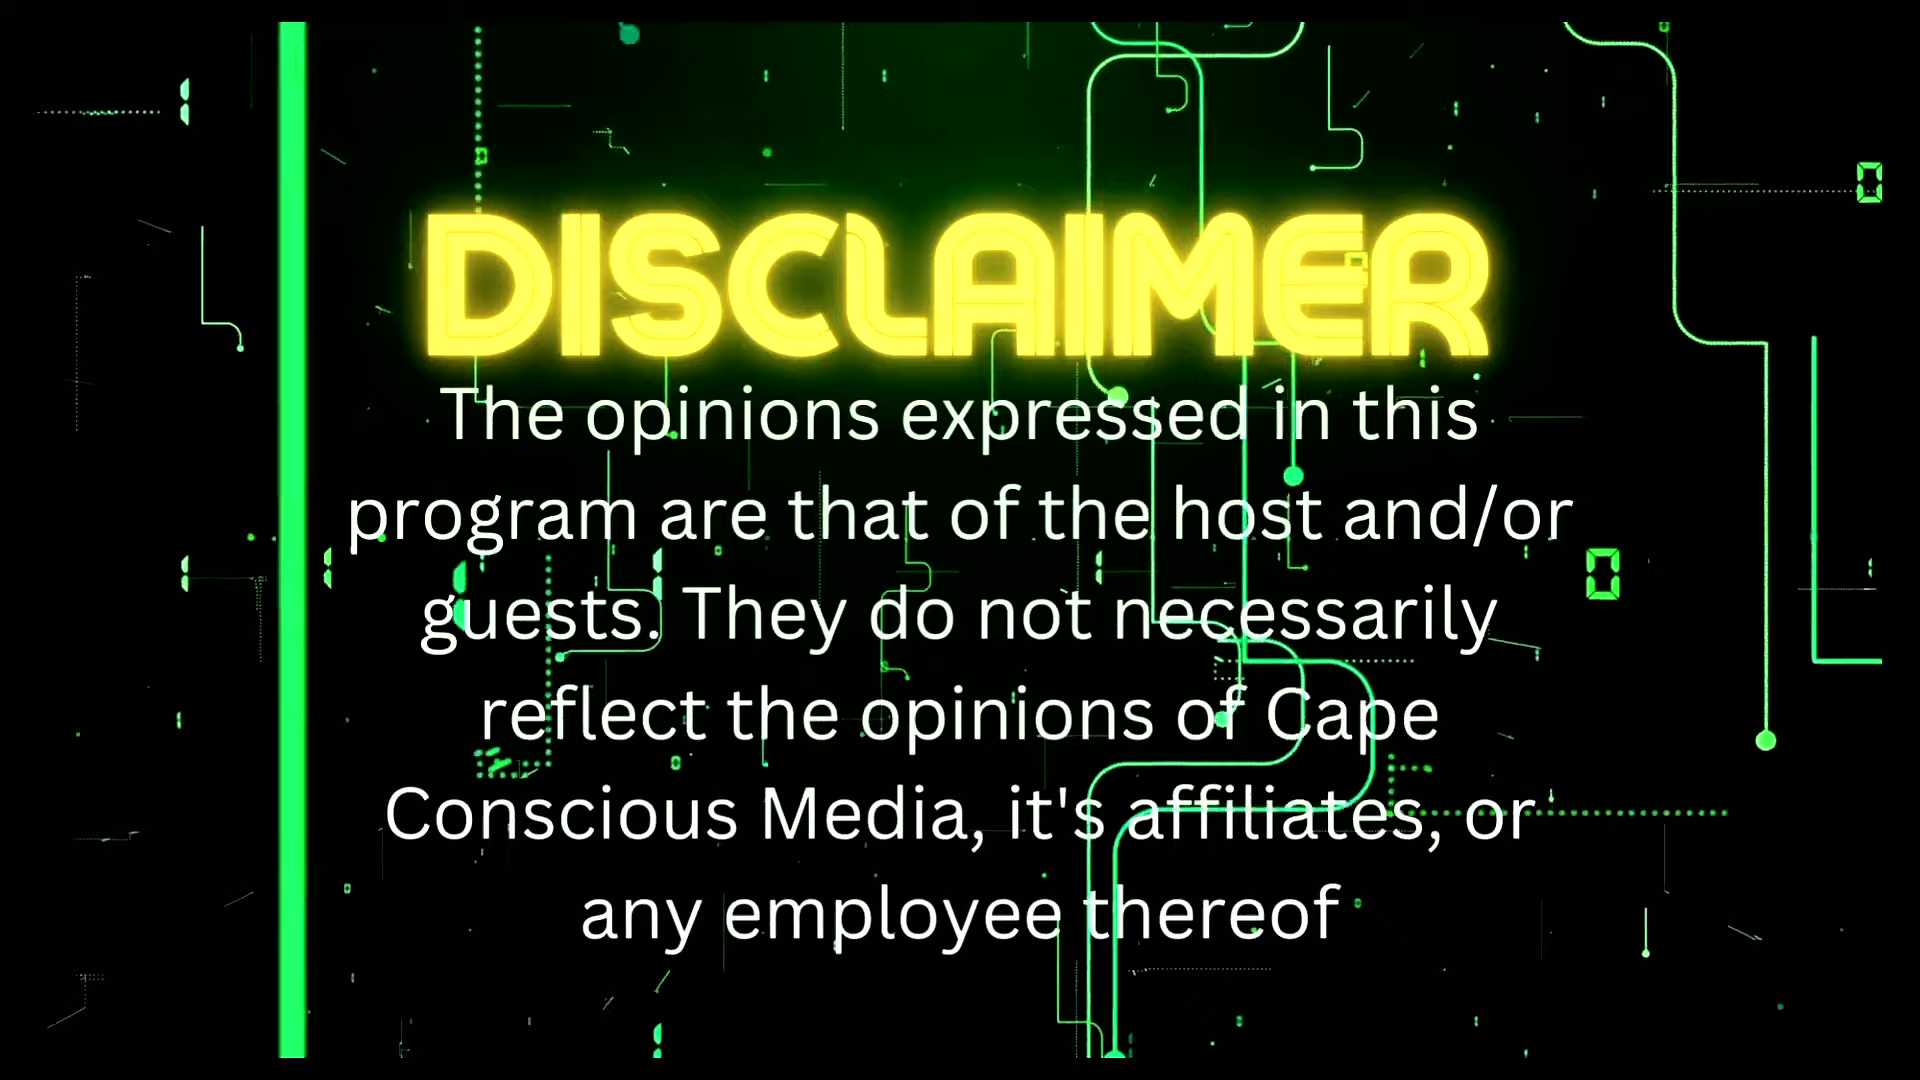 DISCLAIMER
The opinions expressed in this
program are that of the host and/or
guests. They do not necessarily
reflect the opinions of Cape
Conscious Media, it's affiliates, or
any employee thereof